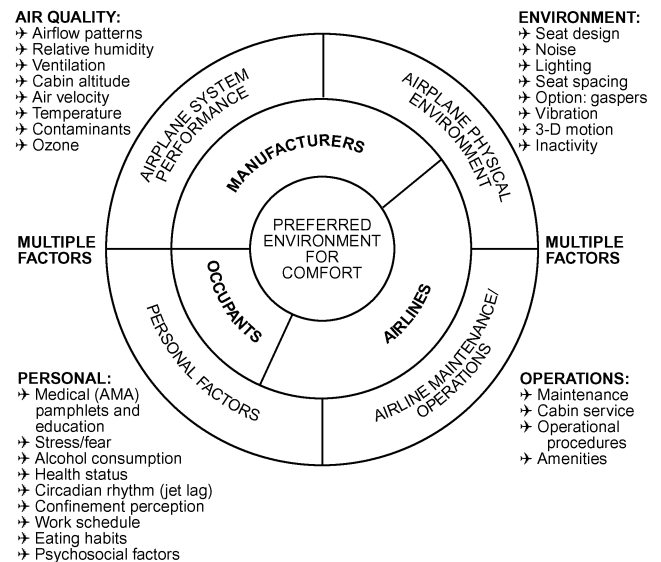 AIR QUALITY:
✈ Airflow patterns
✈ Relative humidity
✈ Ventilation
✈ Cabin altitude
✈ Air velocity
✈ Temperature
✈ Contaminants
✈ Ozone
ENVIRONMENT:
✈ Seat design
✈ Noise
✈ Lighting
✈ Seat spacing
✈ Option: gaspers
✈ Vibration
✈ 3-D motion
✈ Inactivity
AIRPLANE SYSTEM
PERFORMANCE
AIRPLANE PHYSICAL
ENVIRONMENT
MANUFACTURERS
PREFERRED
ENVIRONMENT
FOR
COMFORT
MULTIPLE
FACTORS
MULTIPLE
FACTORS
OCCUPANTS
AIRLINES
PERSONAL FACTORS
AIRLINE MAINTENANCE/
OPERATIONS
PERSONAL:
✈ Medical (AMA)
pamphlets and
education
✈ Stress/fear
✈ Alcohol consumption
✈ Health status
✈ Circadian rhythm (jet lag)
✈ Confinement perception
✈ Work schedule
✈ Eating habits
✈ Psychosocial factors
OPERATIONS:
✈ Maintenance
✈ Cabin service
✈ Operational
procedures
✈ Amenities